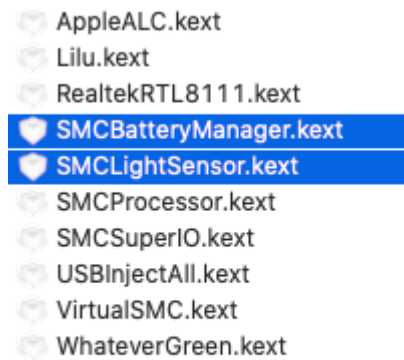 AppleALC.kext
Lilu.kext
RealtekRTL8111.kext
SMCBatteryManager.kext
SMCLightSensor.kext
SMCProcessor.kext
SMCSuperIO.kext
USBInjectAll.kext
VirtualSMC.kext
WhateverGreen.kext